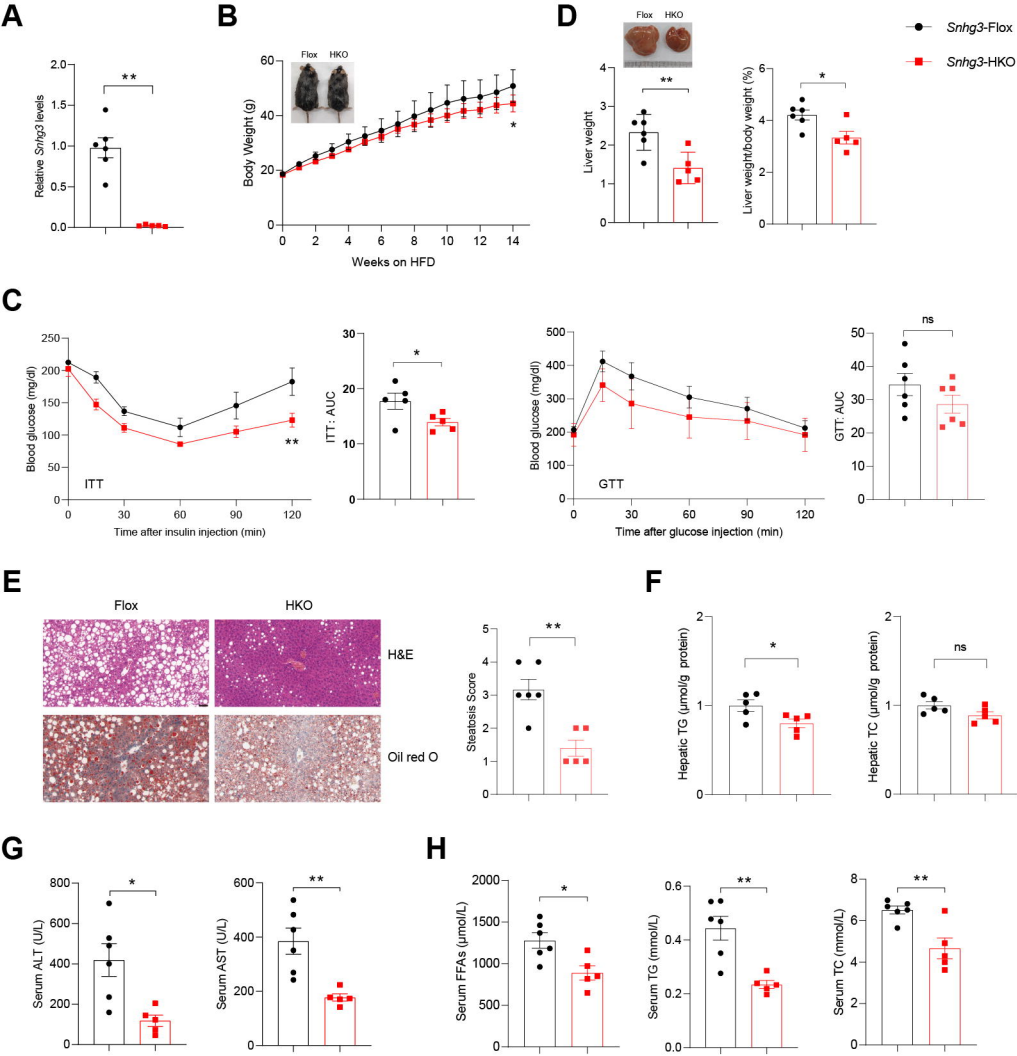 A
Relative Snhg3 levels
2.0
1.5
1.0
0.5
0.0
**
B
Flox HKO
Body Weight (g)
60
40
20
0
0 2 4 6 8 10 12 14
Weeks on HFD
*
D
Flox HKO
Liver weight
4
3
2
1
0
**
Liver weight/body weight (%)
6%
4%
2%
0%
*
Snhg3-Flox
Snhg3-HKO
C
Blood glucose (mg/dl)
250
200
150
100
50
0
ITT
**
0 30 60 90 120
Time after insulin injection (min)
ITT: AUC
30
20
10
0
*
Blood glucose (mg/dl)
500
400
300
200
100
0
GTT
0 30 60 90 120
Time after glucose injection (min)
GTT: AUC
50
40
30
20
10
0
ns
E
Flox HKO
H&E
Oil red O
Steatosis Score
5
4
3
2
1
0
**
F
Hepatic TG (μmol/g protein)
2
1
0
*
Hepatic TC (μmol/g protein)
2
1
0
ns
G
Serum ALT (U/L)
800
600
400
200
0
*
Serum AST (U/L)
600
400
200
0
**
H
Serum FFAs (μmol/L)
2000
1500
1000
500
0
*
Serum TG (mmol/L)
0.6
0.4
0.2
0.0
**
Serum TC (mmol/L)
8
6
4
2
0
**